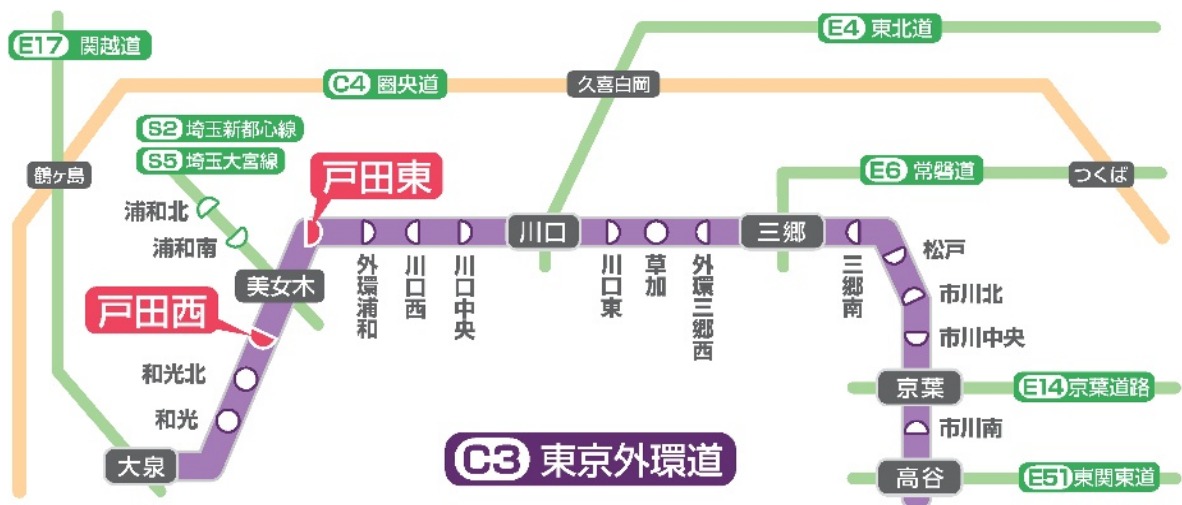 E4 東北道
E17 関越道
C4 圏央道
久喜白岡
S2 埼玉新都心線
S5 埼玉大宮線
戸田東
E6 常磐道
鶴ヶ島
つくば
浦和北
浦和南
美女木
外環浦和
川口西
川口中央
川口
川口東
草加
外環三郷西
三郷
三郷南
松戸
戸田西
市川北
市川中央
和光北
和光
京葉
E14 京葉道路
市川南
大泉
C3 東京外環道
高谷
E51 東関東道